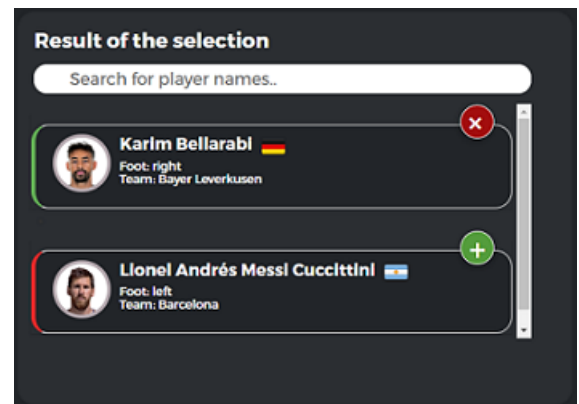 Result of the selection
Search for player names..
Karim Bellarabi
Foot: right
Team: Bayer Leverkusen
Lionel Andrés Messi Cuccittini
Foot: left
Team: Barcelona